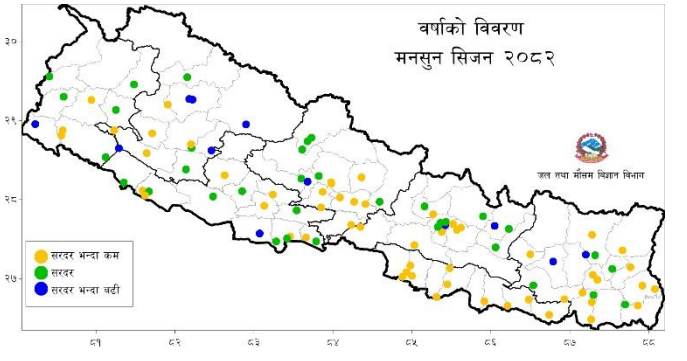 वर्षाको विवरण
मनसुन सिजन २०८२
३०
२९
२८
२७
जल तथा मौसम विज्ञान विभाग
सरदर भन्दा कम
सरदर
सरदर भन्दा बढी
८१
८२
८३
८४
८५
८६
८७
८८